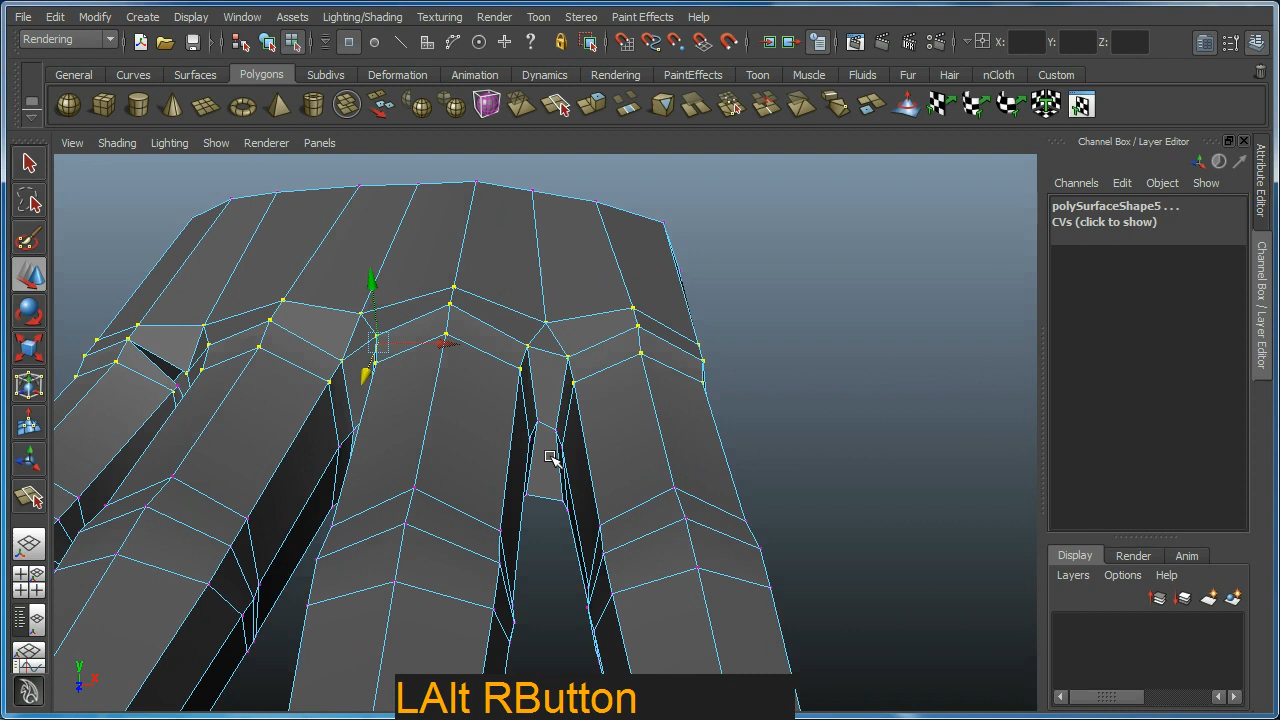 File Edit Modify Create Display Window Assets Lighting/Shading Texturing Render Toon Stereo Paint Effects Help
Rendering X: Y: Z:
General Curves Surfaces Polygons Subdivs Deformation Animation Dynamics Rendering PaintEffects Toon Muscle Fluids Fur Hair nCloth Custom
View Shading Lighting Show Renderer Panels
Channel Box / Layer Editor
Channels Edit Object Show
polySurfaceShape5 . . .
CVs (click to show)
Attribute Editor
Channel Box / Layer Editor
Display Render Anim
Layers Options Help
y
x
z
LAlt RButton